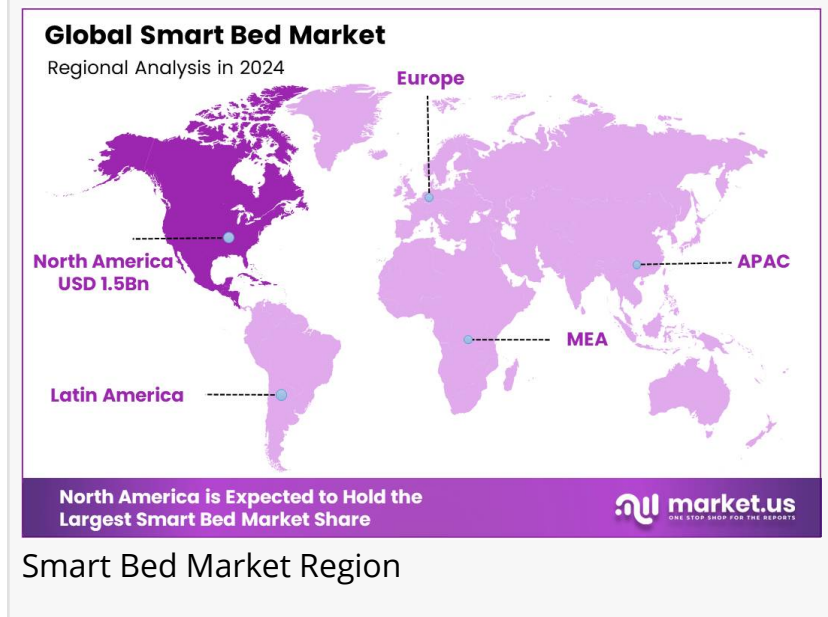 Global Smart Bed Market
Regional Analysis in 2024
Europe
North America
USD 1.5Bn
APAC
MEA
Latin America
North America is Expected to Hold the
Largest Smart Bed Market Share
market.us
ONE STOP SHOP FOR THE REPORTS
Smart Bed Market Region